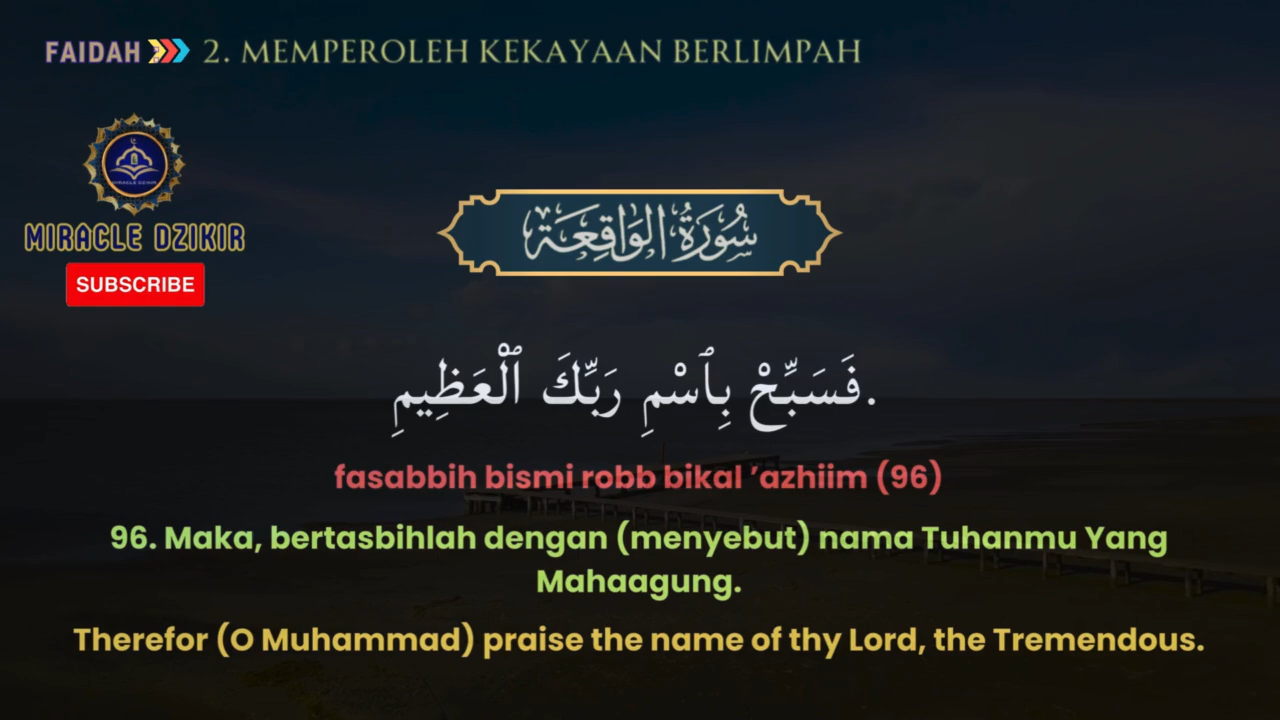 FAIDAH 2. MEMPEROLEH KEKAYAAN BERLIMPAH
MIRACLE DZIKIR
MIRACLE DZIKIR
SUBSCRIBE
سُورَةُ الوَاقِعَة
فَسَبِّحْ بِٱسْمِ رَبِّكَ ٱلْعَظِيمِ.
fasabbih bismi robb bikal ’azhiim (96)
96. Maka, bertasbihlah dengan (menyebut) nama Tuhanmu Yang
Mahaagung.
Therefor (O Muhammad) praise the name of thy Lord, the Tremendous.